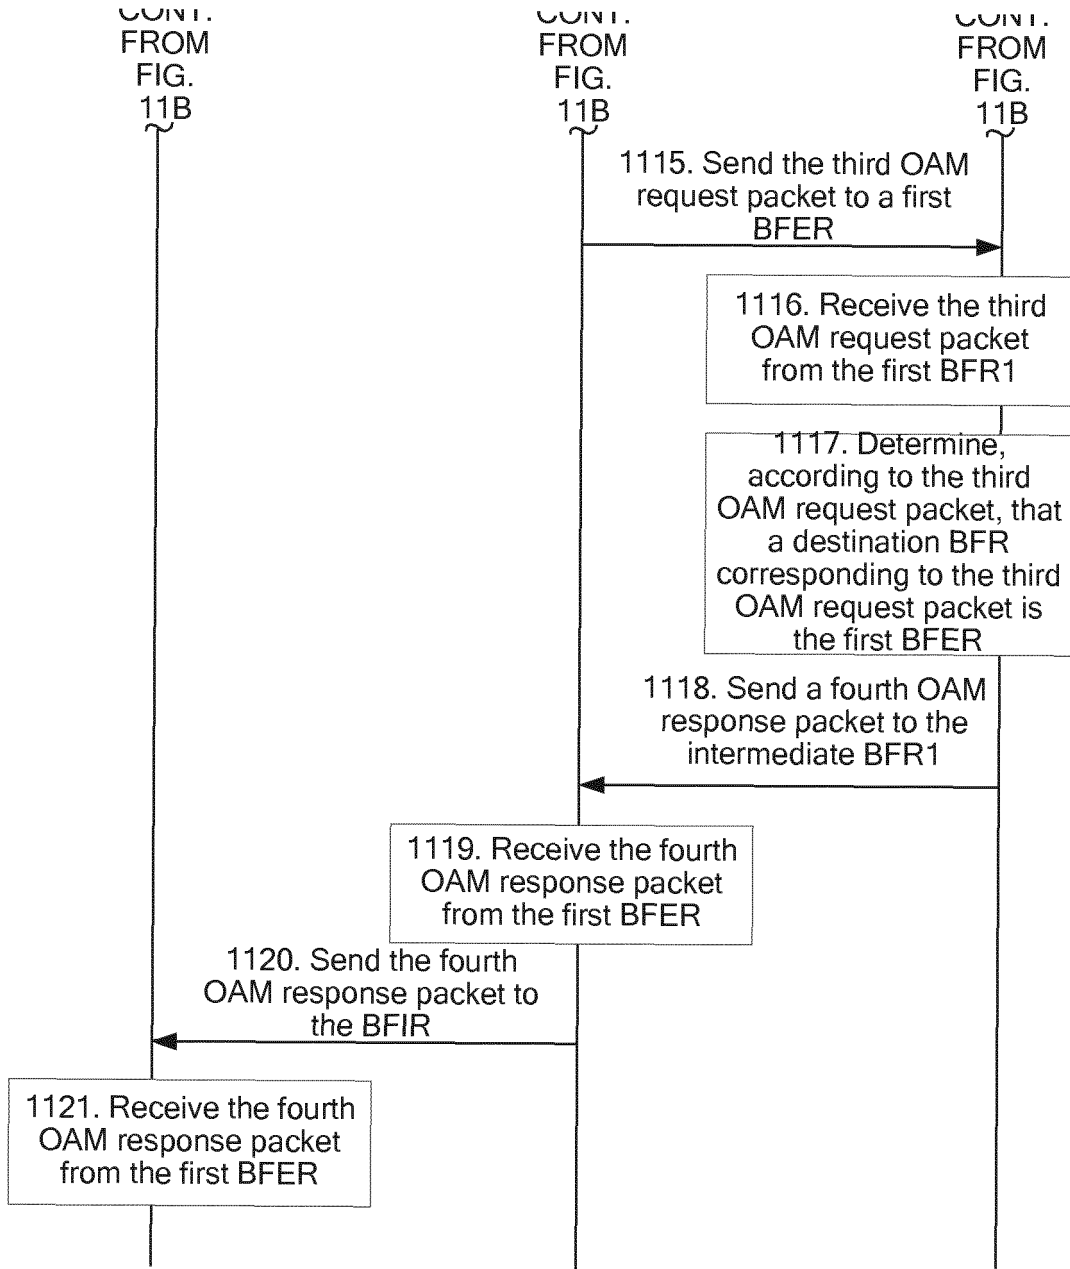 CONT.
FROM
FIG.
11B
CONT.
FROM
FIG.
11B
CONT.
FROM
FIG.
11B
1115. Send the third OAM
request packet to a first
BFER
1116. Receive the third
OAM request packet
from the first BFR1
1117. Determine,
according to the third
OAM request packet, that
a destination BFR
corresponding to the third
OAM request packet is
the first BFER
1118. Send a fourth OAM
response packet to the
intermediate BFR1
1119. Receive the fourth
OAM response packet
from the first BFER
1120. Send the fourth
OAM response packet to
the BFIR
1121. Receive the fourth
OAM response packet
from the first BFER